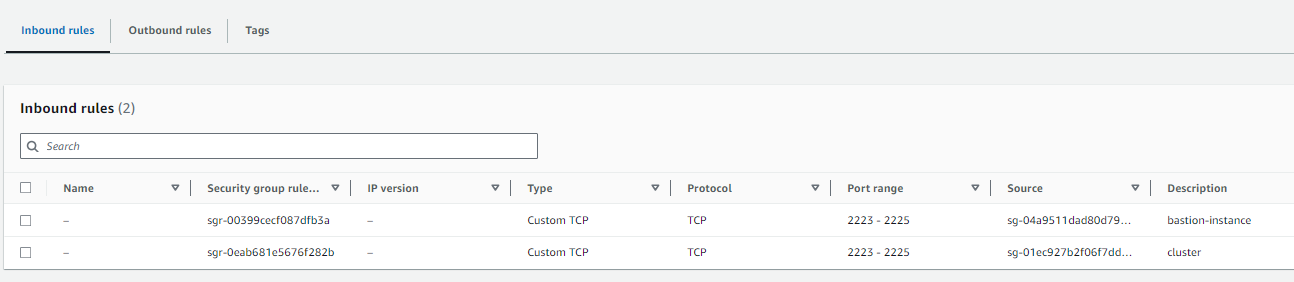 Inbound rules Outbound rules Tags
Inbound rules (2)
Search
Name Security group rule... IP version Type Protocol Port range Source Description
– sgr-00399cecf087dfb3a – Custom TCP TCP 2223 - 2225 sg-04a9511dad80d79... bastion-instance
– sgr-0eab681e5676f282b – Custom TCP TCP 2223 - 2225 sg-01ec927b2f06f7dd... cluster